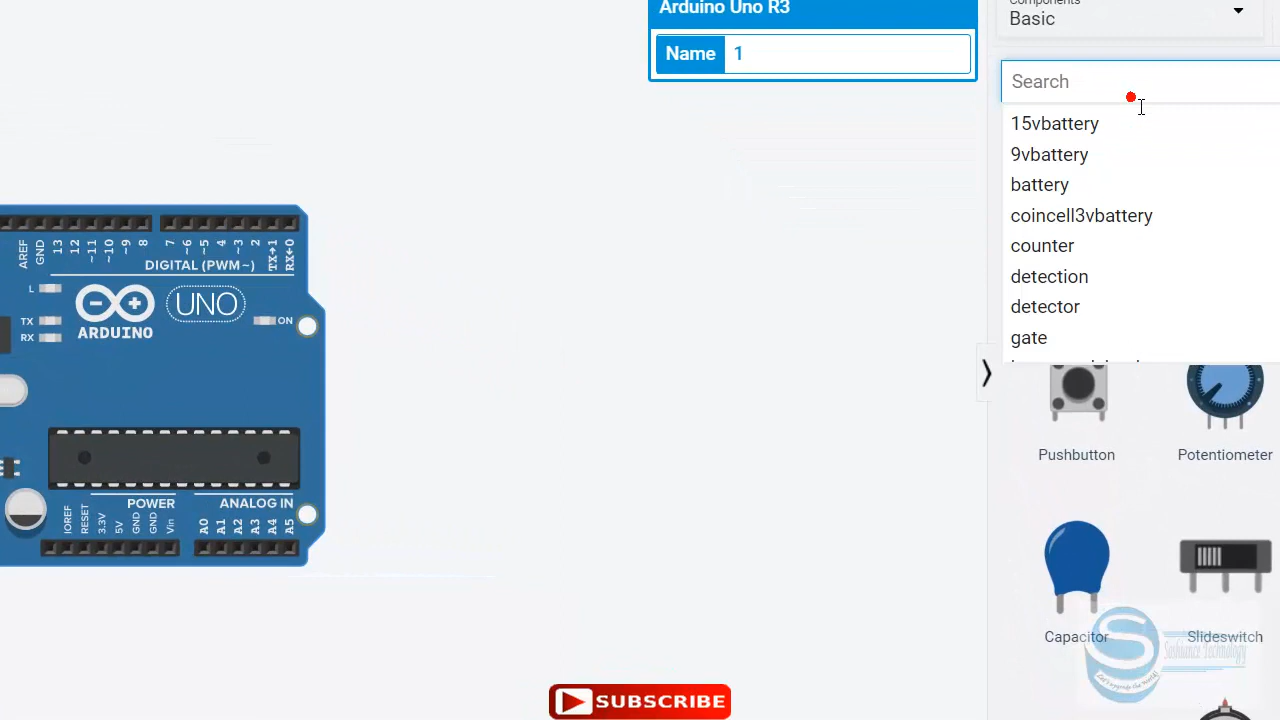 Arduino Uno R3
Name 1
Components
Basic
Search
15vbattery
9vbattery
battery
coincell3vbattery
counter
detection
detector
gate
Pushbutton
Potentiometer
Capacitor
Slideswitch
AREF
GND
13
12
~11
~10
~9
8
7
~6
~5
4
~3
2
TX→1
RX←0
DIGITAL (PWM~)
L
TX
RX
ARDUINO
UNO
ON
POWER
ANALOG IN
IOREF
RESET
3.3V
5V
GND
GND
Vin
A0
A1
A2
A3
A4
A5
SUBSCRIBE